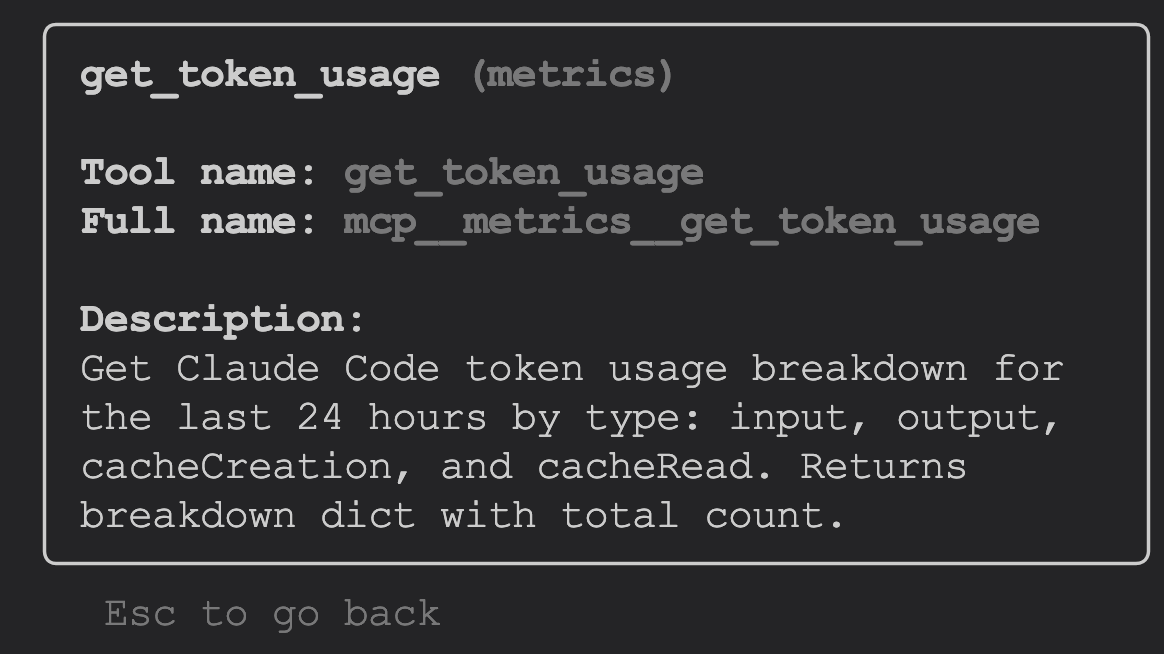 get_token_usage (metrics)
Tool name: get_token_usage
Full name: mcp__metrics__get_token_usage
Description:
Get Claude Code token usage breakdown for
the last 24 hours by type: input, output,
cacheCreation, and cacheRead. Returns
breakdown dict with total count.
Esc to go back